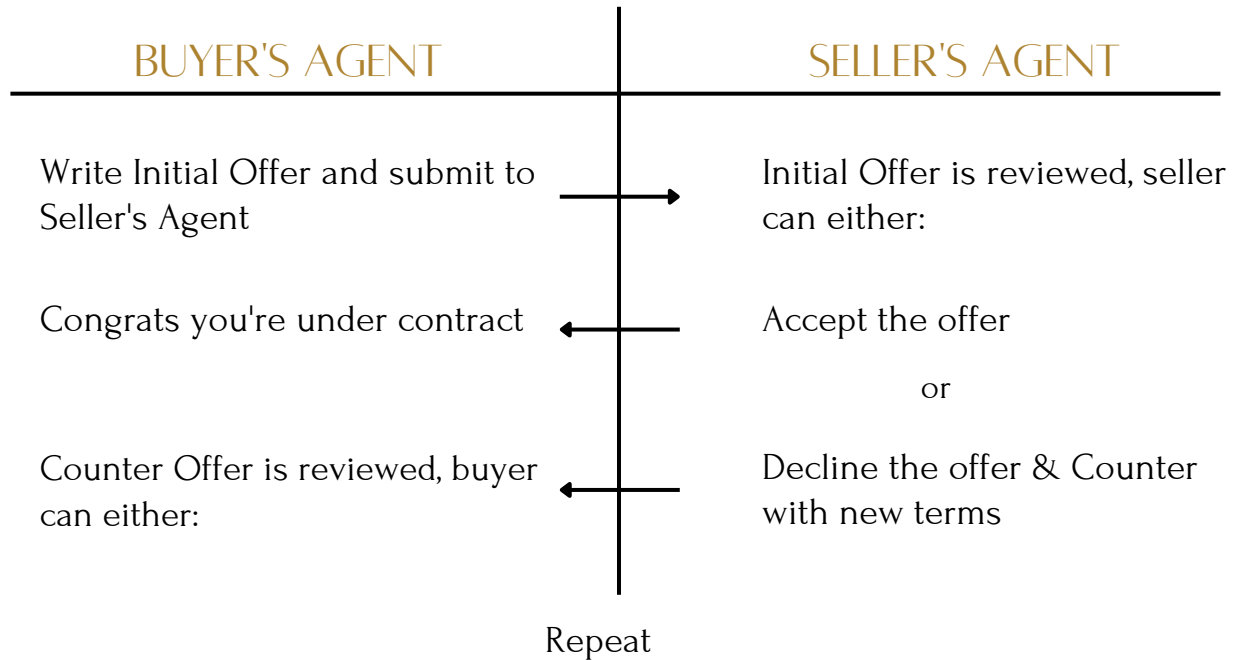 BUYER'S AGENT
SELLER'S AGENT
Write Initial Offer and submit to
Seller's Agent
Initial Offer is reviewed, seller
can either:
Congrats you're under contract
Accept the offer
or
Counter Offer is reviewed, buyer
can either:
Decline the offer & Counter
with new terms
Repeat